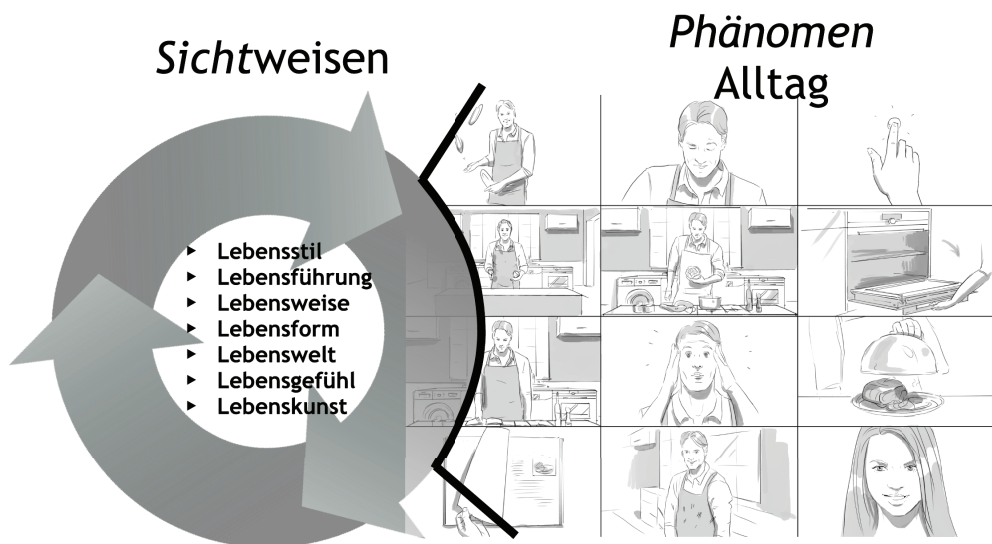 Sichtweisen
Phänomen
Alltag
▸ Lebensstil
▸ Lebensführung
▸ Lebensweise
▸ Lebensform
▸ Lebenswelt
▸ Lebensgefühl
▸ Lebenskunst